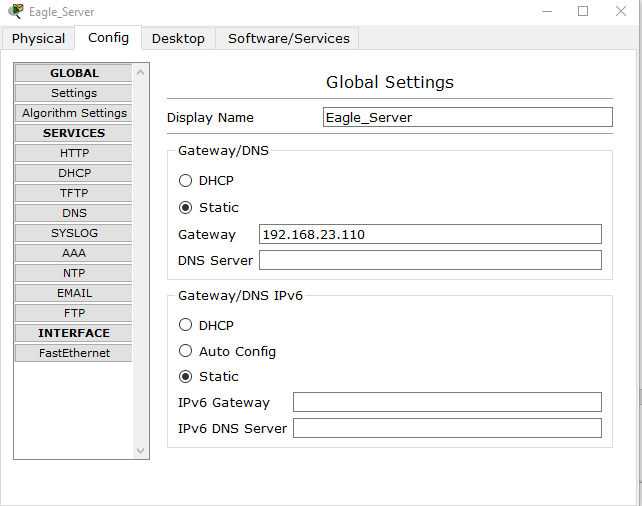 Eagle_Server
Physical Config Desktop Software/Services
GLOBAL
Settings
Algorithm Settings
SERVICES
HTTP
DHCP
TFTP
DNS
SYSLOG
AAA
NTP
EMAIL
FTP
INTERFACE
FastEthernet
Global Settings
Display Name Eagle_Server
Gateway/DNS
DHCP
Static
Gateway 192.168.23.110
DNS Server
Gateway/DNS IPv6
DHCP
Auto Config
Static
IPv6 Gateway
IPv6 DNS Server